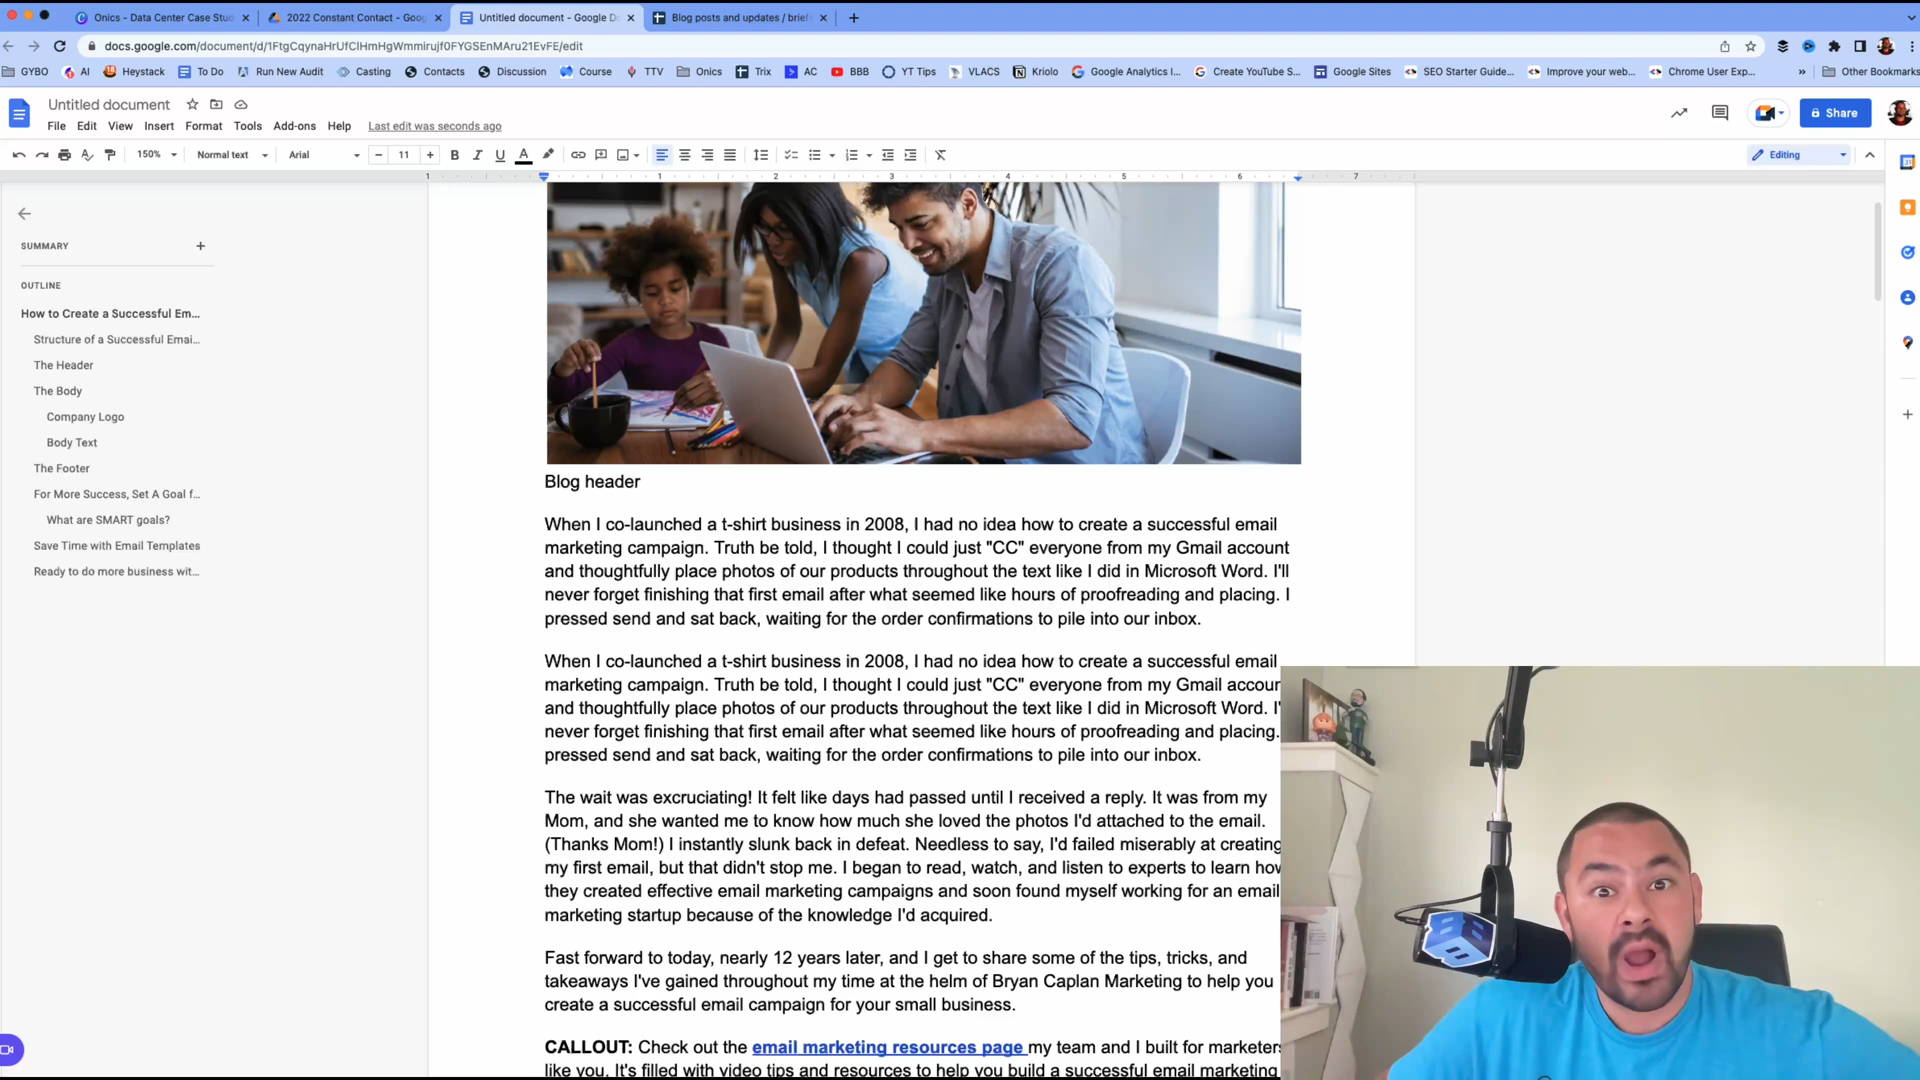 Onics - Data Center Case Stud
2022 Constant Contact - Goog
Untitled document - Google Do
Blog posts and updates / brief
docs.google.com/document/d/1FtgCqynaHrUfClHmHgWmmirujf0FYGSEnMAru21EvFE/edit
GYBO AI Heystack To Do Run New Audit Casting Contacts Discussion Course TTV Onics Trix AC BBB YT Tips VLACS Kriolo Google Analytics I... Create YouTube S... Google Sites SEO Starter Guide... Improve your web... Chrome User Exp... » Other Bookmarks
Untitled document
File Edit View Insert Format Tools Add-ons Help Last edit was seconds ago
Share
150% Normal text Arial 11 Editing
1 1 2 3 4 5 6 7
SUMMARY
OUTLINE
How to Create a Successful Em...
Structure of a Successful Emai...
The Header
The Body
Company Logo
Body Text
The Footer
For More Success, Set A Goal f...
What are SMART goals?
Save Time with Email Templates
Ready to do more business wit...
Blog header
When I co-launched a t-shirt business in 2008, I had no idea how to create a successful email
marketing campaign. Truth be told, I thought I could just "CC" everyone from my Gmail account
and thoughtfully place photos of our products throughout the text like I did in Microsoft Word. I'll
never forget finishing that first email after what seemed like hours of proofreading and placing. I
pressed send and sat back, waiting for the order confirmations to pile into our inbox.
When I co-launched a t-shirt business in 2008, I had no idea how to create a successful email
marketing campaign. Truth be told, I thought I could just "CC" everyone from my Gmail accoun
and thoughtfully place photos of our products throughout the text like I did in Microsoft Word. I'
never forget finishing that first email after what seemed like hours of proofreading and placing.
pressed send and sat back, waiting for the order confirmations to pile into our inbox.
The wait was excruciating! It felt like days had passed until I received a reply. It was from my
Mom, and she wanted me to know how much she loved the photos I'd attached to the email.
(Thanks Mom!) I instantly slunk back in defeat. Needless to say, I'd failed miserably at creating
my first email, but that didn't stop me. I began to read, watch, and listen to experts to learn how
they created effective email marketing campaigns and soon found myself working for an email
marketing startup because of the knowledge I'd acquired.
Fast forward to today, nearly 12 years later, and I get to share some of the tips, tricks, and
takeaways I've gained throughout my time at the helm of Bryan Caplan Marketing to help you
create a successful email campaign for your small business.
CALLOUT: Check out the email marketing resources page my team and I built for marketers
like you. It's filled with video tips and resources to help you build a successful email marketing